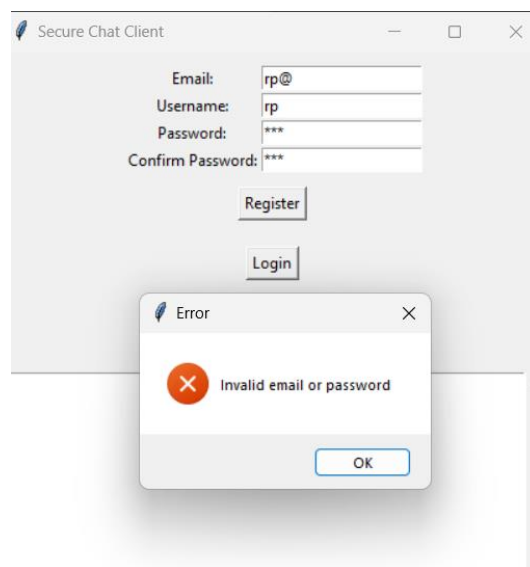 Secure Chat Client
Email: rp@
Username: rp
Password: ***
Confirm Password: ***
Register
Login
Error
Invalid email or password
OK